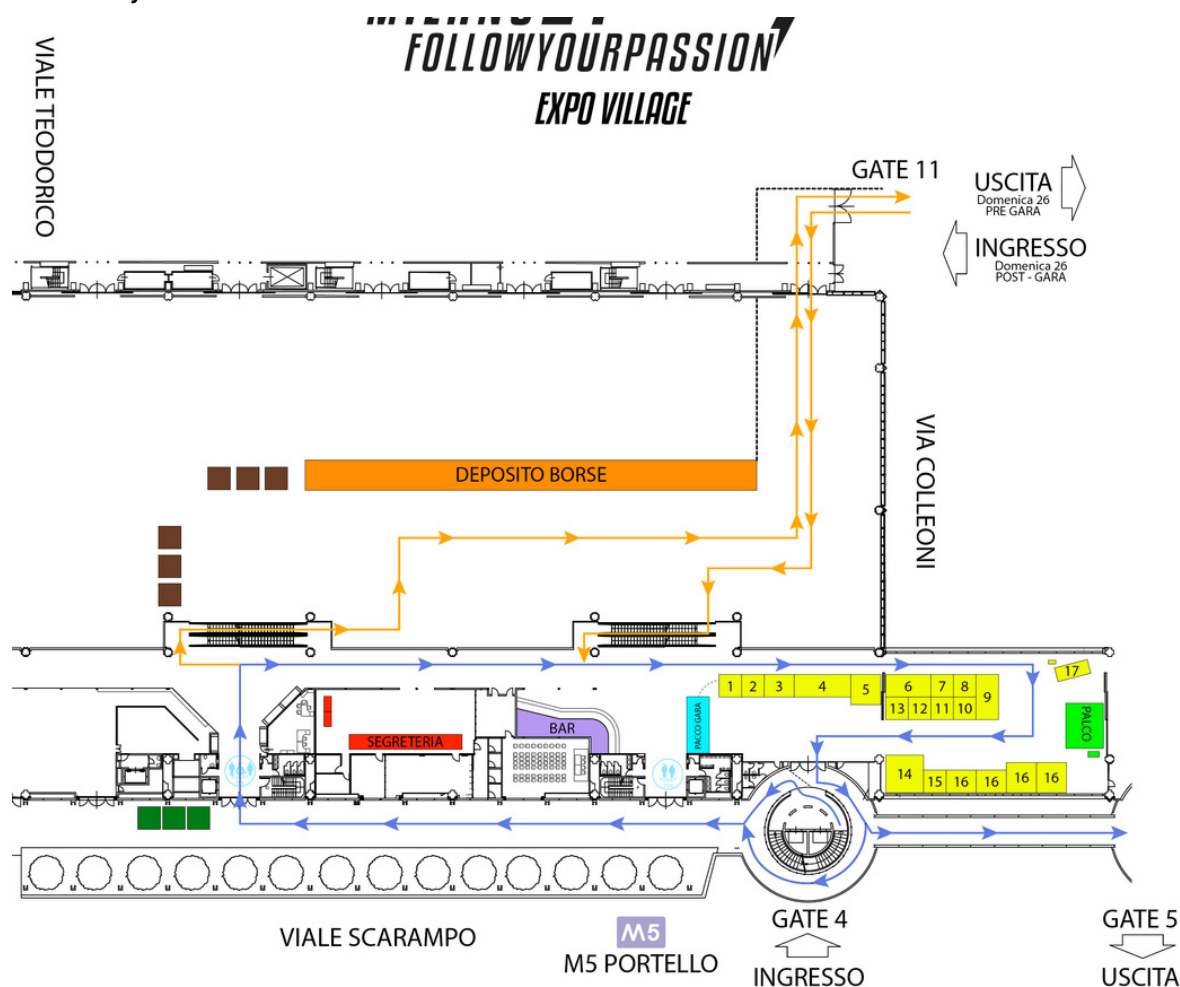 FOLLOWYOURPASSION
EXPO VILLAGE
VIALE TEODORICO
GATE 11
USCITA
Domenica 26
PRE GARA
INGRESSO
Domenica 26
POST - GARA
DEPOSITO BORSE
VIA COLLEONI
1 2 3 4 5
6 7 8 9
13 12 11 10
17
PALCO
PACCO GARA
BAR
SEGRETERIA
14 15 16 16 16 16
VIALE SCARAMPO
M5
M5 PORTELLO
GATE 4
INGRESSO
GATE 5
USCITA